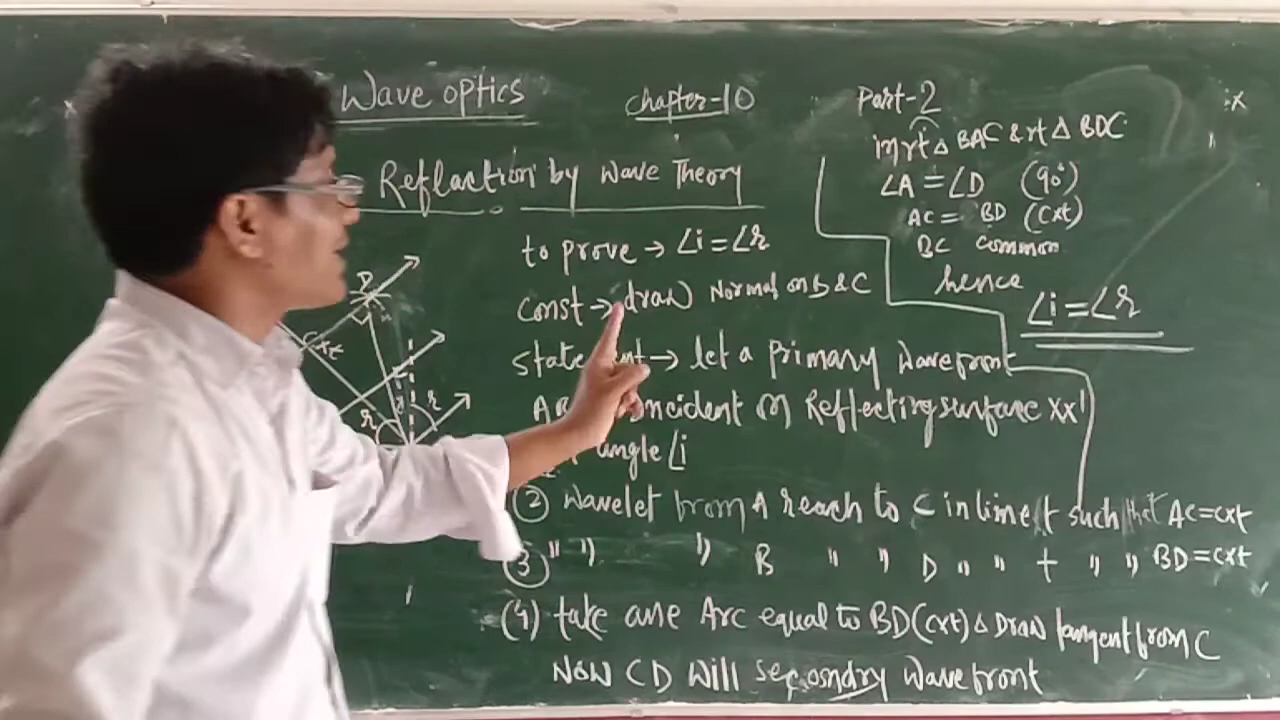 Wave optics
Chapter-10
Part-2
Reflaction by Wave Theory
to prove → ∠i = ∠r
Const → draw Normal on B & C
→ let a Primary Wavefront
incident on Reflecting surface XX'
angle ∠i
(2) Wavelet from A reach to C in time t such that AC = cxt
(3) " " " B " " D " " t " " BD = cxt
(4) take one Arc equal to BD (cxt) & Draw tangent from C
Now CD will secondry Wavefront
in rt Δ BAC & rt Δ BDC
∠A = ∠D (90°)
AC = BD (cxt)
BC common
hence
∠i = ∠r
D
cxt
r
r
x